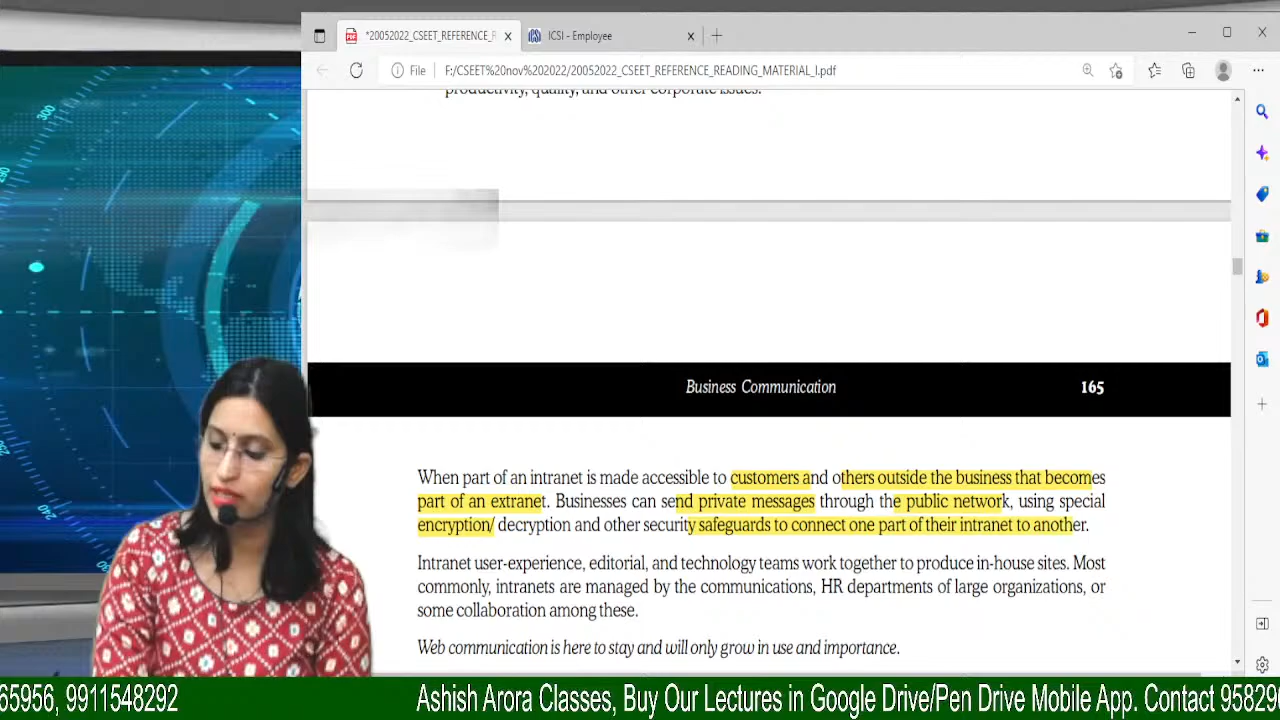 *20052022_CSEET_REFERENCE_R
ICSI - Employee
File
F:/CSEET%20nov%202022/20052022_CSEET_REFERENCE_READING_MATERIAL_I.pdf
productivity, quality, and other corporate issues.
Business Communication 165
When part of an intranet is made accessible to customers and others outside the business that becomes
part of an extranet. Businesses can send private messages through the public network, using special
encryption/ decryption and other security safeguards to connect one part of their intranet to another.
Intranet user-experience, editorial, and technology teams work together to produce in-house sites. Most
commonly, intranets are managed by the communications, HR departments of large organizations, or
some collaboration among these.
Web communication is here to stay and will only grow in use and importance.
65956, 9911548292 Ashish Arora Classes, Buy Our Lectures in Google Drive/Pen Drive Mobile App. Contact 95829